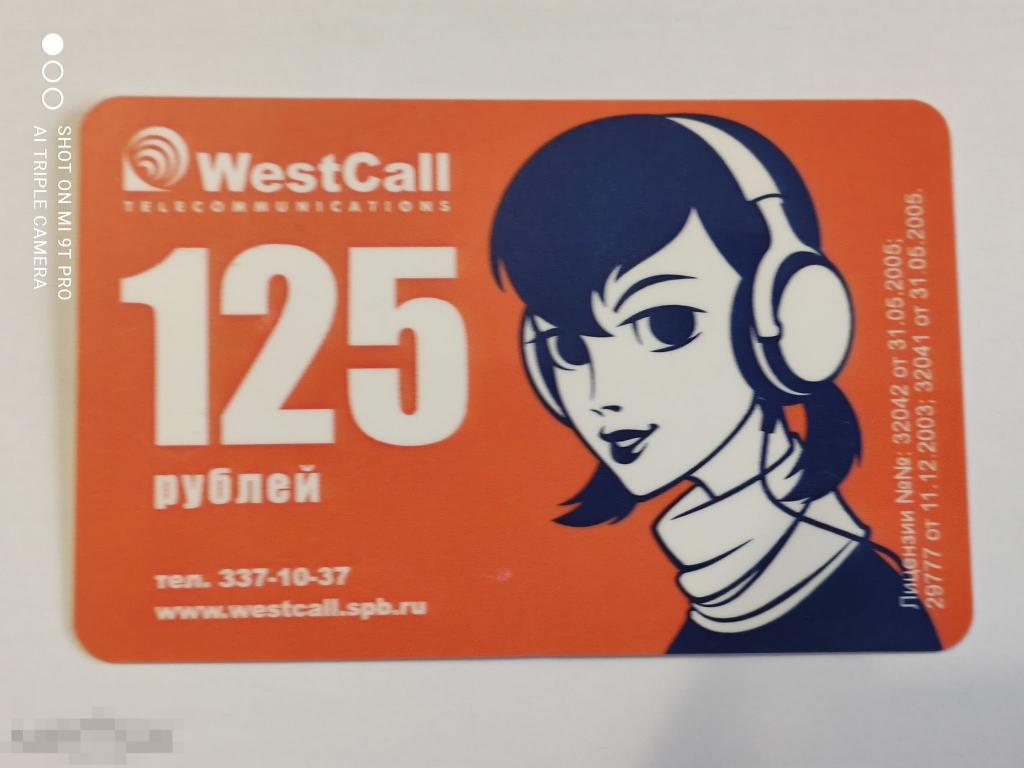 WestCall
TELECOMMUNICATIONS
125
рублей
тел. 337-10-37
www.westcall.spb.ru
Лицензии №№: 32042 от 31.05.2005;
29777 от 11.12.2003; 32041 от 31.05.2005.
SHOT ON MI 9T PRO
AI TRIPLE CAMERA